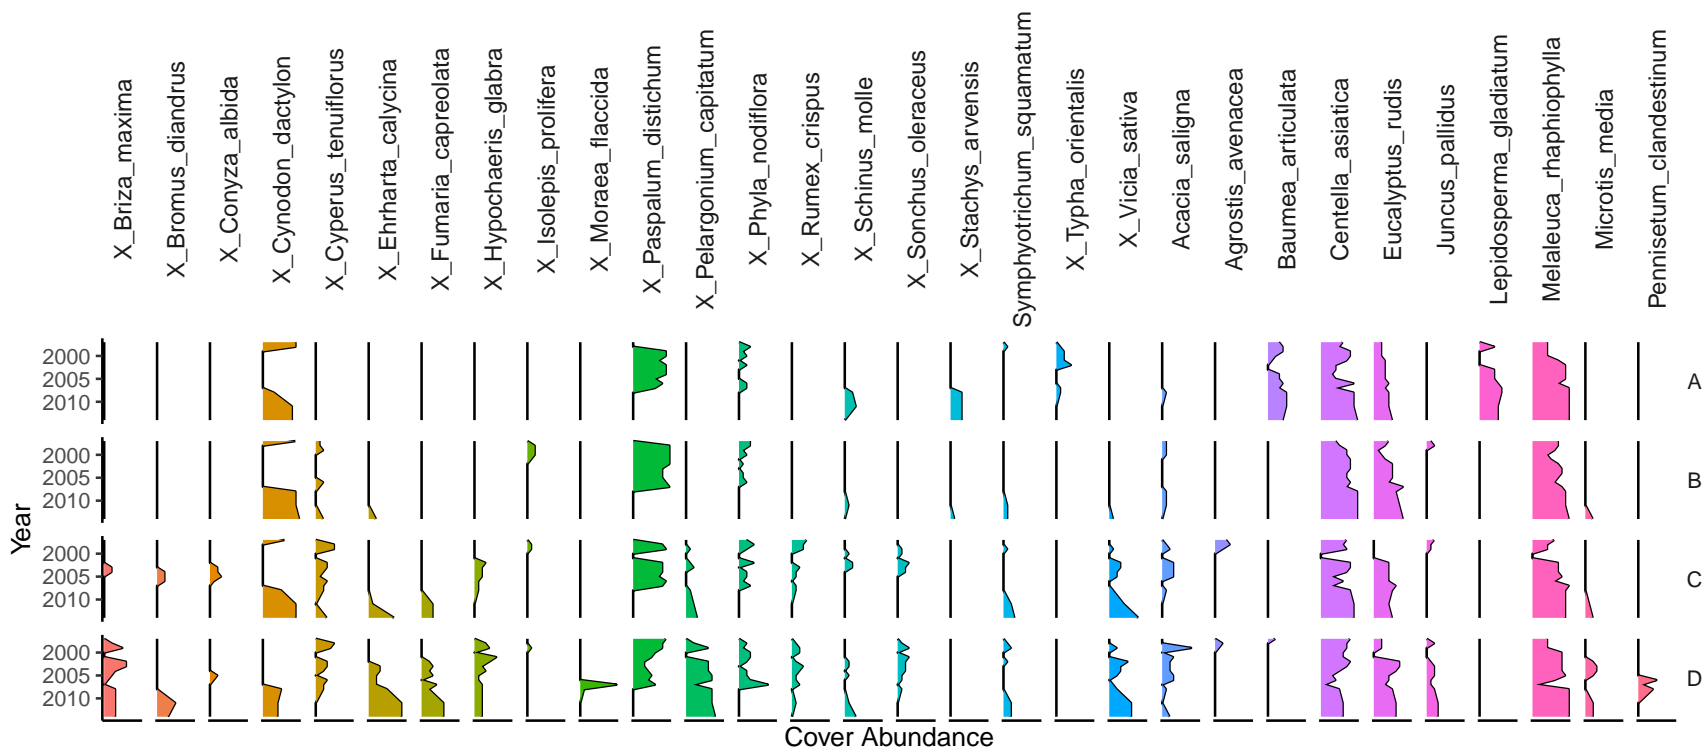 X_Briza_maxima
X_Bromus_diandrus
X_Conyza_albida
X_Cynodon_dactylon
X_Cyperus_tenuiflorus
X_Ehrharta_calycina
X_Fumaria_capreolata
X_Hypochaeris_glabra
X_Isolepis_prolifera
X_Moraea_flaccida
X_Paspalum_distichum
X_Pelargonium_capitatum
X_Phyla_nodiflora
X_Rumex_crispus
X_Schinus_molle
X_Sonchus_oleraceus
X_Stachys_arvensis
Symphyotrichum_squamatum
X_Typha_orientalis
X_Vicia_sativa
Acacia_saligna
Agrostis_avenacea
Baumea_articulata
Centella_asiatica
Eucalyptus_rudis
Juncus_pallidus
Lepidosperma_gladiatum
Melaleuca_rhaphiophylla
Microtis_media
Pennisetum_clandestinum
2000
2005
2010
A
2000
2005
2010
B
Year
2000
2005
2010
C
2000
2005
2010
D
Cover Abundance